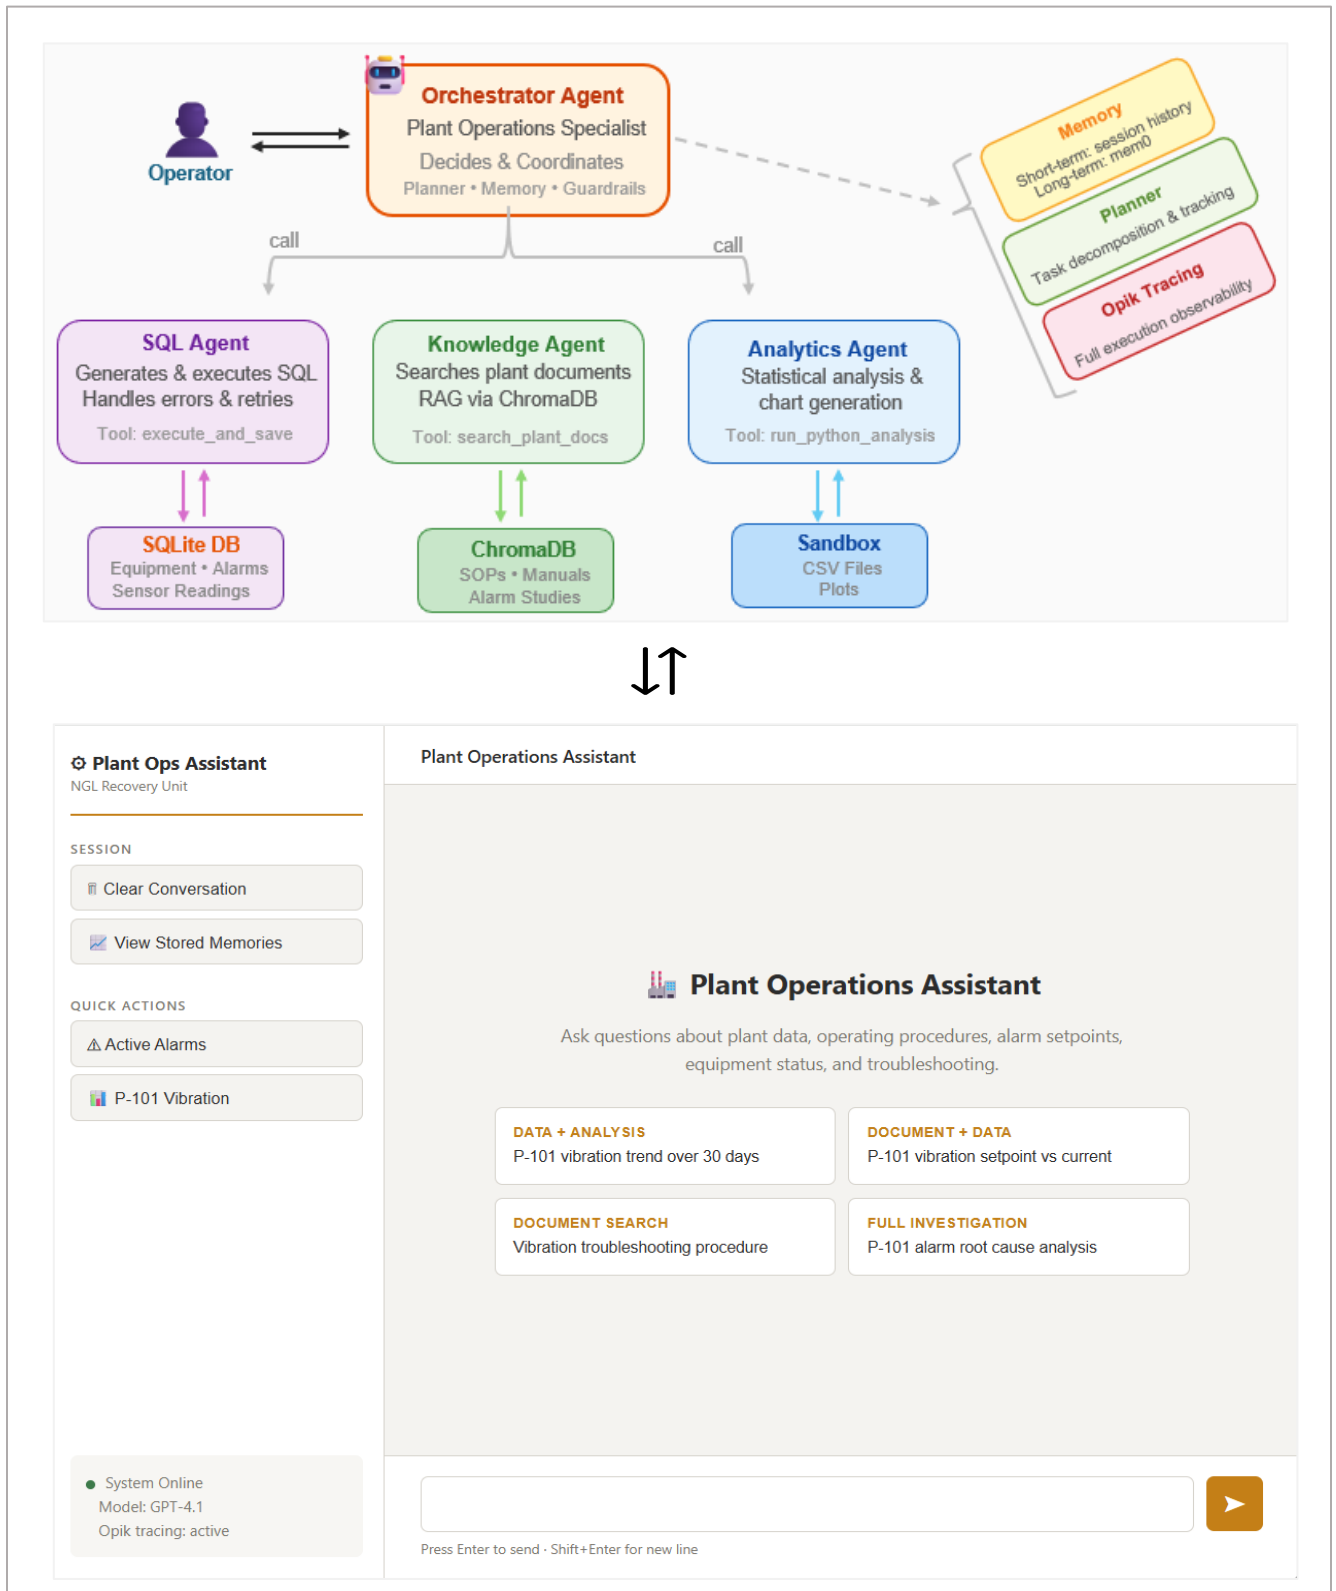 Operator
Orchestrator Agent
Plant Operations Specialist
Decides & Coordinates
Planner • Memory • Guardrails
Memory
Short-term: session history
Long-term: mem0
Planner
Task decomposition & tracking
Opik Tracing
Full execution observability
call
call
SQL Agent
Generates & executes SQL
Handles errors & retries
Tool: execute_and_save
Knowledge Agent
Searches plant documents
RAG via ChromaDB
Tool: search_plant_docs
Analytics Agent
Statistical analysis &
chart generation
Tool: run_python_analysis
SQLite DB
Equipment • Alarms
Sensor Readings
ChromaDB
SOPs • Manuals
Alarm Studies
Sandbox
CSV Files
Plots
Plant Ops Assistant
NGL Recovery Unit
SESSION
Clear Conversation
View Stored Memories
QUICK ACTIONS
Active Alarms
P-101 Vibration
System Online
Model: GPT-4.1
Opik tracing: active
Plant Operations Assistant
Plant Operations Assistant
Ask questions about plant data, operating procedures, alarm setpoints,
equipment status, and troubleshooting.
DATA + ANALYSIS
P-101 vibration trend over 30 days
DOCUMENT + DATA
P-101 vibration setpoint vs current
DOCUMENT SEARCH
Vibration troubleshooting procedure
FULL INVESTIGATION
P-101 alarm root cause analysis
Press Enter to send · Shift+Enter for new line